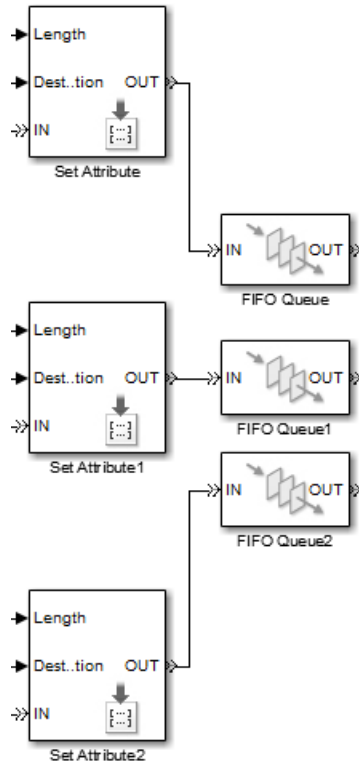 Length
Dest..tion OUT
IN
[...]
Set Attribute
IN OUT
FIFO Queue
Length
Dest..tion OUT
IN
[...]
Set Attribute1
IN OUT
FIFO Queue1
IN OUT
FIFO Queue2
Length
Dest..tion OUT
IN
[...]
Set Attribute2